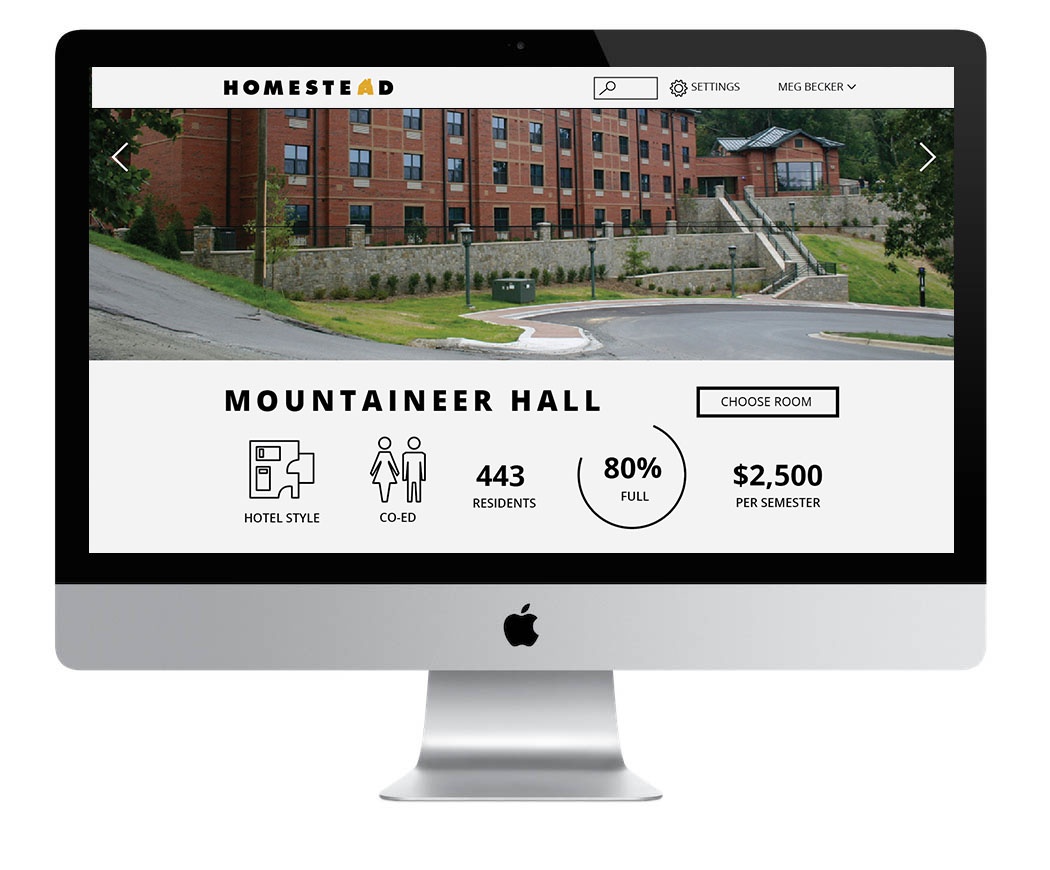 HOMESTEAD
SETTINGS
MEG BECKER
MOUNTAINEER HALL
CHOOSE ROOM
HOTEL STYLE
CO-ED
443
RESIDENTS
80%
FULL
$2,500
PER SEMESTER